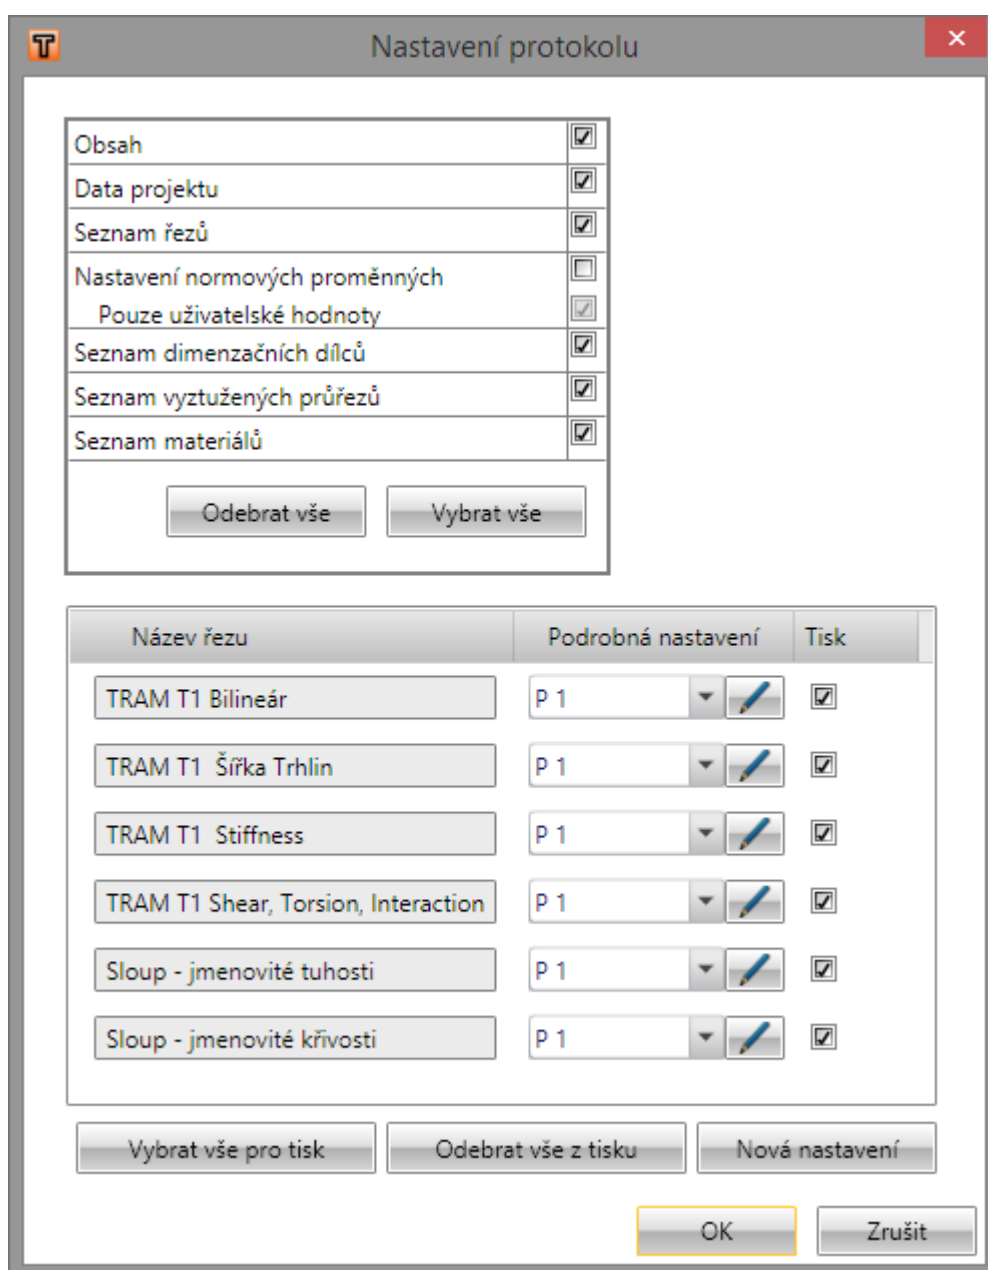 T Nastavení protokolu
Obsah
Data projektu
Seznam řezů
Nastavení normových proměnných
Pouze uživatelské hodnoty
Seznam dimenzačních dílců
Seznam vyztužených průřezů
Seznam materiálů
Odebrat vše Vybrat vše
Název řezu Podrobná nastavení Tisk
TRAM T1 Bilineár P 1
TRAM T1  Šířka Trhlin P 1
TRAM T1  Stiffness P 1
TRAM T1 Shear, Torsion, Interaction P 1
Sloup - jmenovité tuhosti P 1
Sloup - jmenovité křivosti P 1
Vybrat vše pro tisk Odebrat vše z tisku Nová nastavení
OK Zrušit